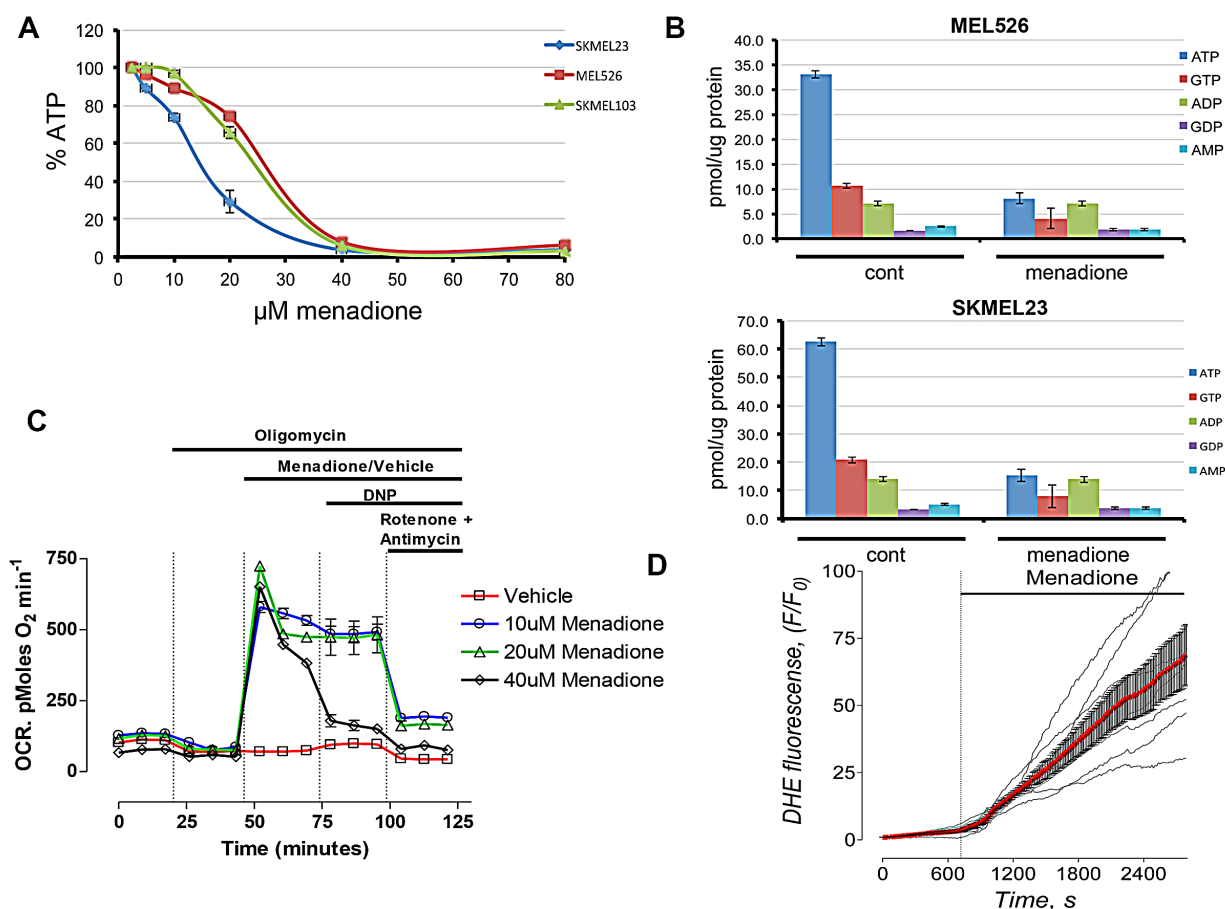 A
120
100
80
60
40
20
0
% ATP
0 10 20 30 40 50 60 70 80
µM menadione
SKMEL23
MEL526
SKMEL103
B
MEL526
40.0
35.0
30.0
25.0
20.0
15.0
10.0
5.0
0.0
pmol/ug protein
ATP
GTP
ADP
GDP
AMP
cont
menadione
SKMEL23
70.0
60.0
50.0
40.0
30.0
20.0
10.0
0.0
pmol/ug protein
ATP
GTP
ADP
GDP
AMP
cont
menadione
C
Oligomycin
Menadione/Vehicle
DNP
Rotenone +
Antimycin
750
500
250
0
OCR. pMoles O₂ min⁻¹
0 25 50 75 100 125
Time (minutes)
Vehicle
10uM Menadione
20uM Menadione
40uM Menadione
D
Menadione
100
75
50
25
0
DHE fluorescense, (F/F₀)
0 600 1200 1800 2400
Time, s